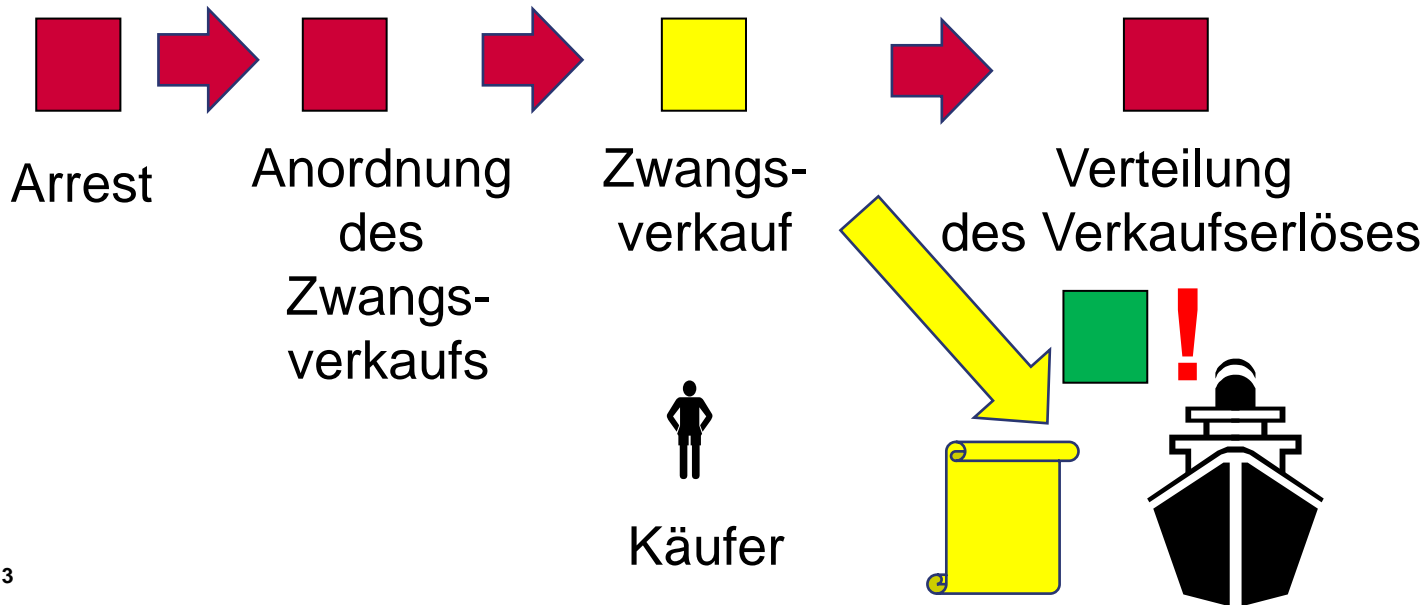 Arrest
Anordnung
des
Zwangs-
verkaufs
Zwangs-
verkauf
Verteilung
des Verkaufserlöses
!
Käufer
3